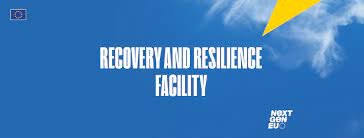 RECOVERY AND RESILIENCE
FACILITY
NEXT
GEN
EU